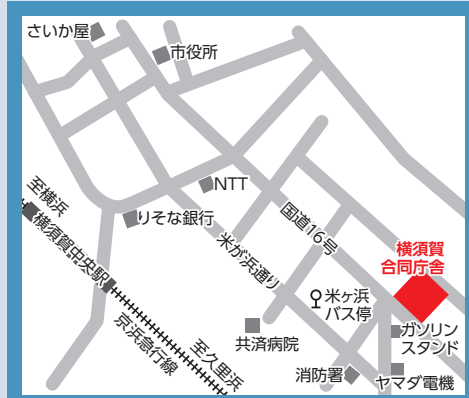 さいか屋
市役所
NTT
至横浜
りそな銀行
横須賀中央駅
米が浜通り
国道16号
横須賀
合同庁舎
米ヶ浜
バス停
京浜急行線
至久里浜
共済病院
ガソリン
スタンド
消防署
ヤマダ電機